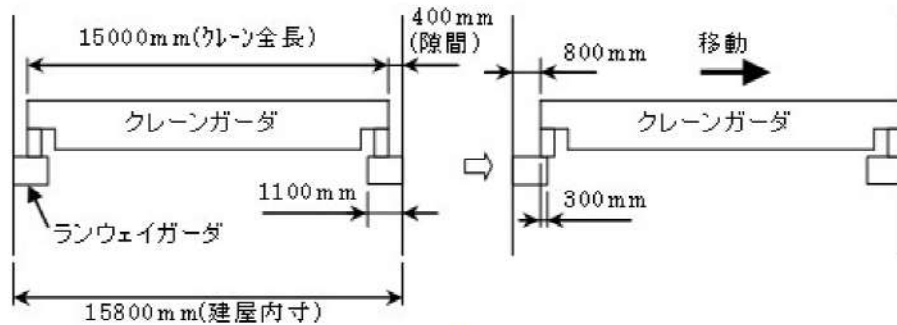 15000mm(ｸﾚｰﾝ全長)
400mm
(隙間)
800mm
移動
クレーンガーダ
クレーンガーダ
1100mm
300mm
ランウェイガーダ
15800mm(建屋内寸)